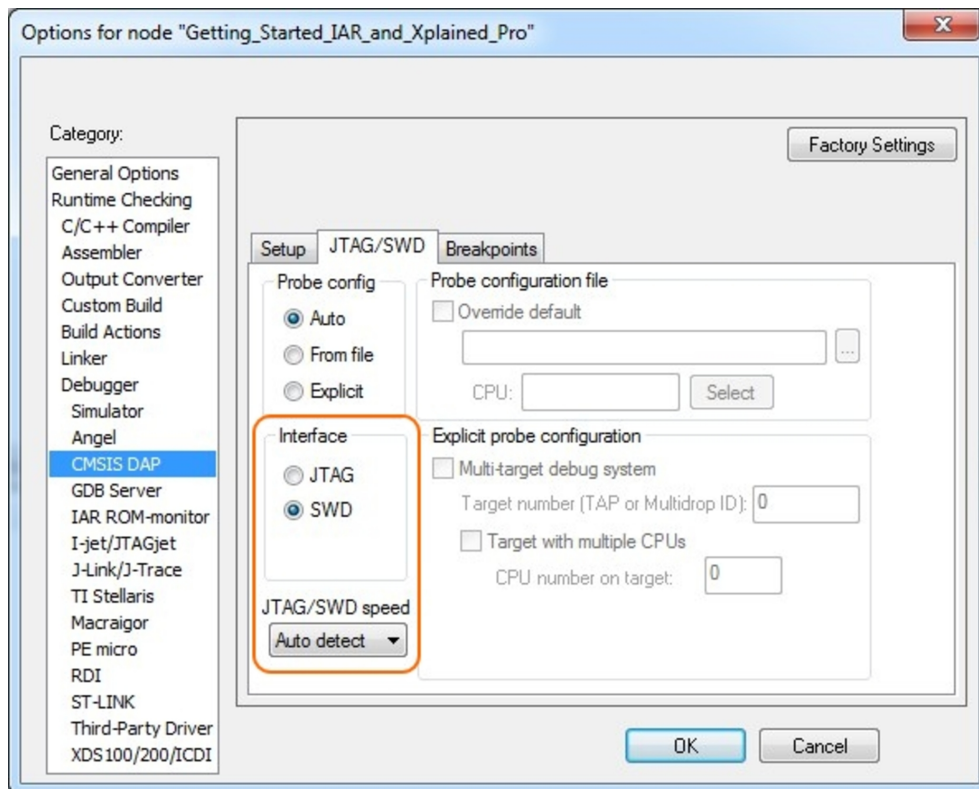 Options for node "Getting_Started_IAR_and_Xplained_Pro"
Category:
General Options
Runtime Checking
C/C++ Compiler
Assembler
Output Converter
Custom Build
Build Actions
Linker
Debugger
Simulator
Angel
CMSIS DAP
GDB Server
IAR ROM-monitor
I-jet/JTAGjet
J-Link/J-Trace
TI Stellaris
Macraigor
PE micro
RDI
ST-LINK
Third-Party Driver
XDS100/200/ICDI
Factory Settings
Setup JTAG/SWD Breakpoints
Probe config
Auto
From file
Explicit
Probe configuration file
Override default
...
CPU: Select
Interface
JTAG
SWD
JTAG/SWD speed
Auto detect
Explicit probe configuration
Multi-target debug system
Target number (TAP or Multidrop ID): 0
Target with multiple CPUs
CPU number on target: 0
OK Cancel